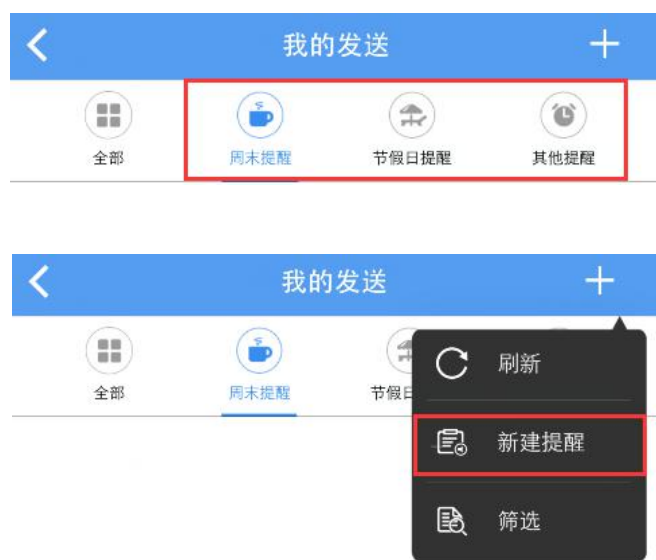 我的发送
全部 周末提醒 节假日提醒 其他提醒
我的发送
全部 周末提醒 节假日
刷新
新建提醒
筛选